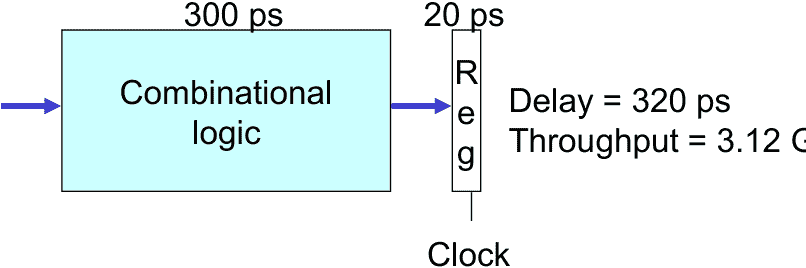 300 ps
20 ps
Combinational
logic
R
e
g
Delay = 320 ps
Throughput = 3.12 G
Clock